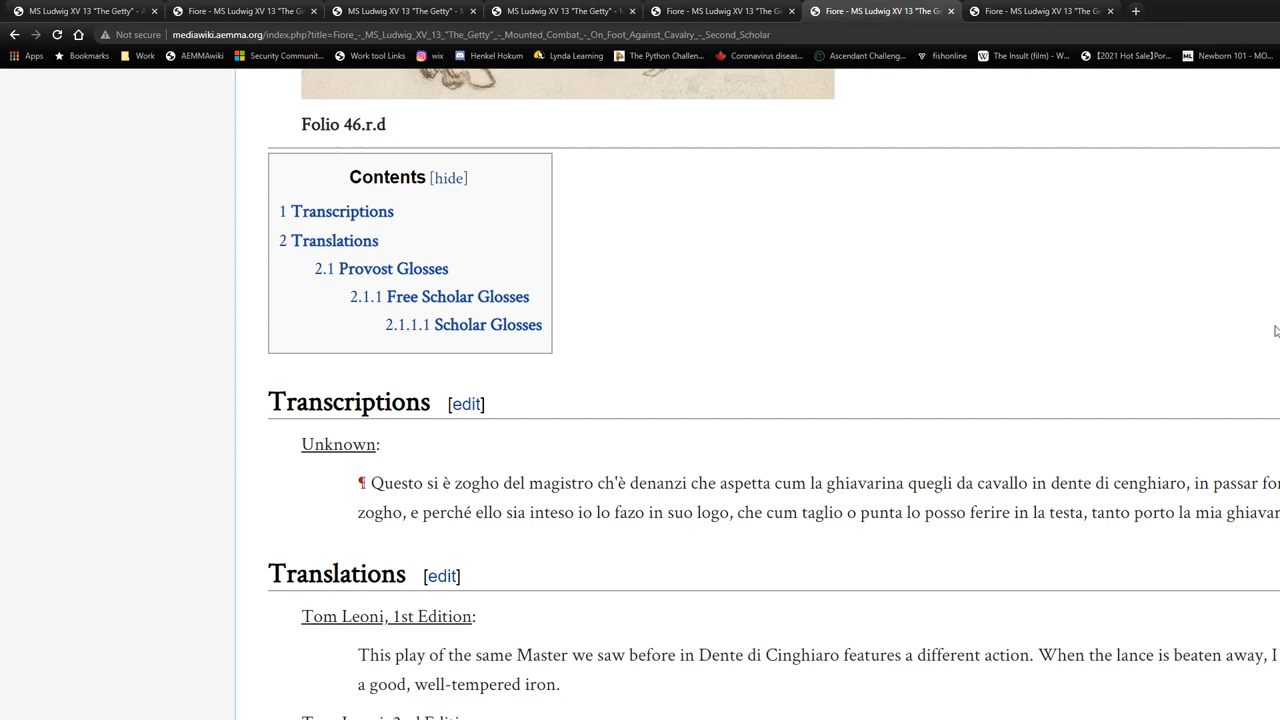 MS Ludwig XV 13 "The Getty" - A
Fiore - MS Ludwig XV 13 "The G
MS Ludwig XV 13 "The Getty" - M
MS Ludwig XV 13 "The Getty" - M
Fiore - MS Ludwig XV 13 "The Ge
Fiore - MS Ludwig XV 13 "The Ge
Fiore - MS Ludwig XV 13 "The G
Not secure mediawiki.aemma.org/index.php?title=Fiore_-_MS_Ludwig_XV_13_"The_Getty"_-_Mounted_Combat_-_On_Foot_Against_Cavalry_-_Second_Scholar
Apps Bookmarks Work AEMMAwiki Security Communit... Work tool Links wix Henkel Hokum Lynda Learning The Python Challen... Coronavirus diseas... Ascendant Challeng... fishonline The Insult (film) - W... 【2021 Hot Sale】Por... Newborn 101 - MO...
Folio 46.r.d
Contents [hide]
1 Transcriptions
2 Translations
2.1 Provost Glosses
2.1.1 Free Scholar Glosses
2.1.1.1 Scholar Glosses
Transcriptions [edit]
Unknown:
¶ Questo si è zogho del magistro ch'è denanzi che aspetta cum la ghiavarina quegli da cavallo in dente di cenghiaro, in passar for
zogho, e perché ello sia inteso io lo fazo in suo logo, che cum taglio o punta lo posso ferire in la testa, tanto porto la mia ghiavar
Translations [edit]
Tom Leoni, 1st Edition:
This play of the same Master we saw before in Dente di Cinghiaro features a different action. When the lance is beaten away, I
a good, well-tempered iron.